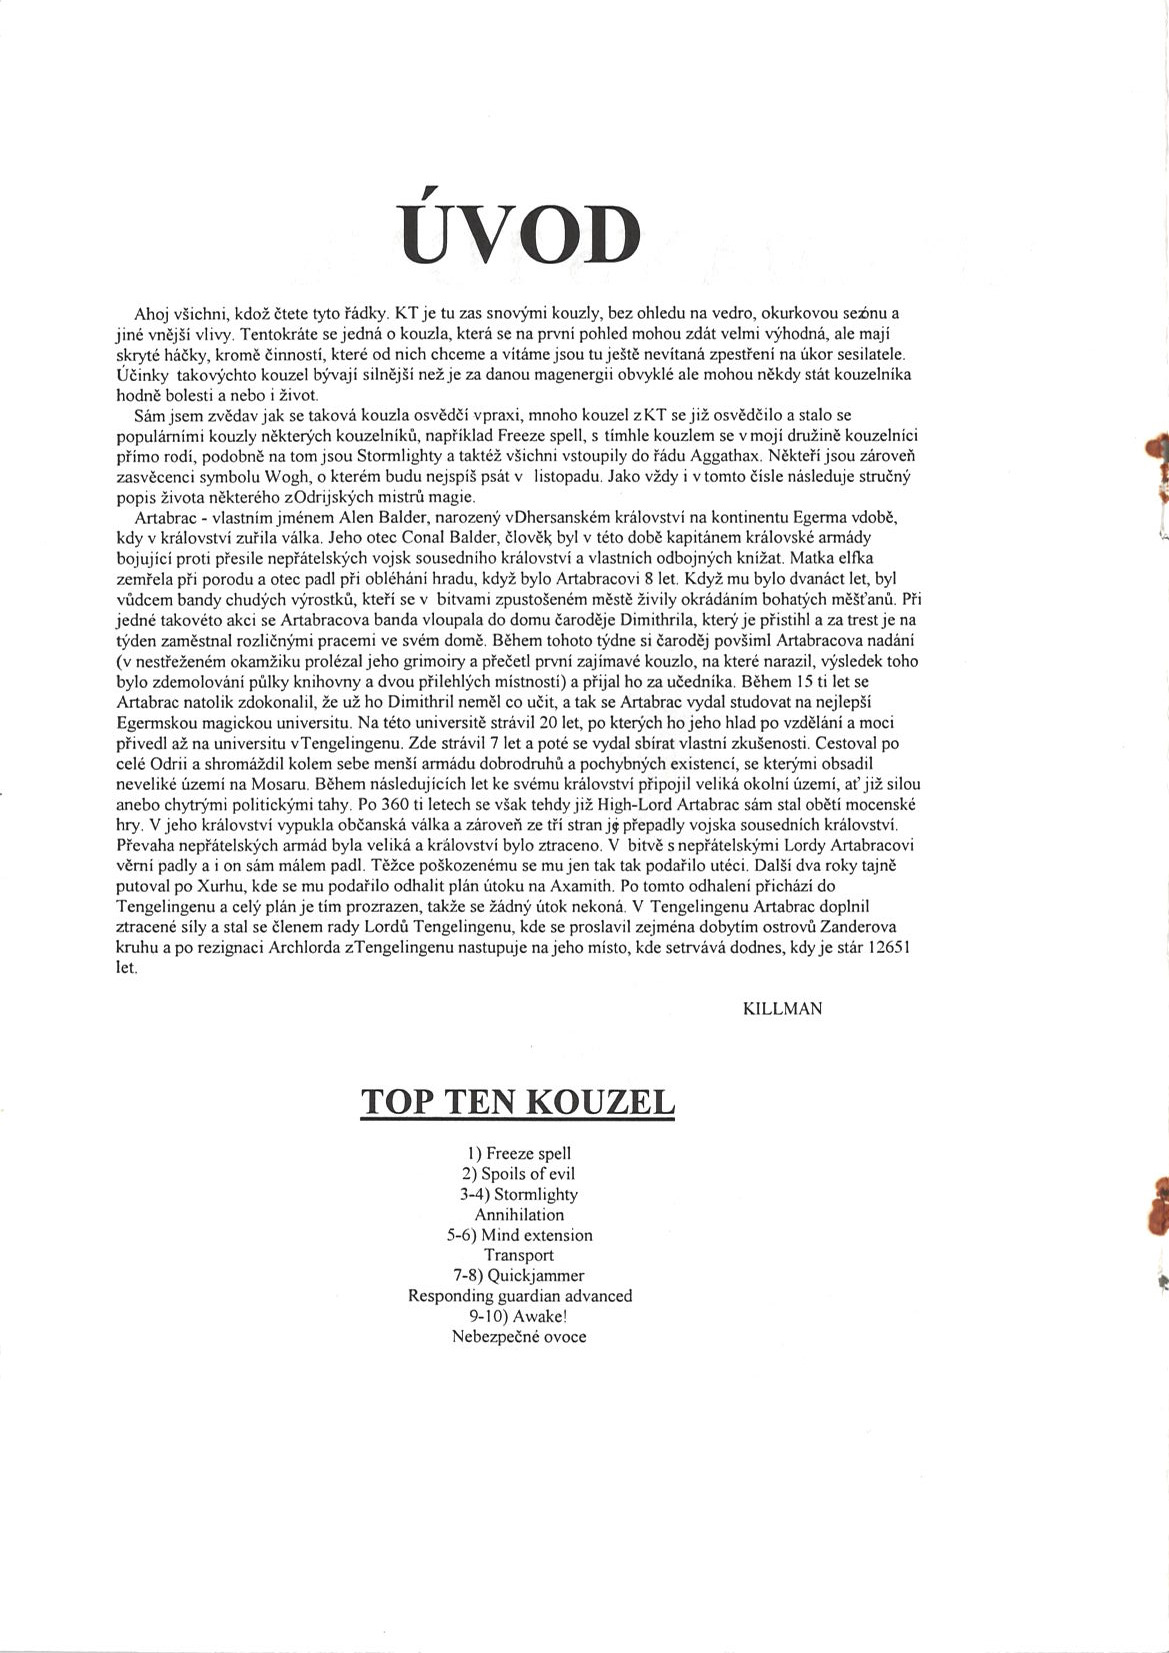 ÚVOD
Ahoj všichni, kdož čtete tyto řádky. KT je tu zas snovými kouzly, bez ohledu na vedro, okurkovou sezónu a
jiné vnější vlivy. Tentokráte se jedná o kouzla, která se na první pohled mohou zdát velmi výhodná, ale mají
skryté háčky, kromě činností, které od nich chceme a vítáme jsou tu ještě nevítaná zpestření na úkor sesilatele.
Účinky takovýchto kouzel bývají silnější než je za danou magenergii obvyklé ale mohou někdy stát kouzelníka
hodně bolesti a nebo i život.
Sám jsem zvědav jak se taková kouzla osvědčí vpraxi, mnoho kouzel zKT se již osvědčilo a stalo se
populárními kouzly některých kouzelníků, například Freeze spell, s tímhle kouzlem se v mojí družině kouzelníci
přímo rodí, podobně na tom jsou Stormlighty a taktéž všichni vstoupily do řádu Aggathax. Někteří jsou zároveň
zasvěcenci symbolu Wogh, o kterém budu nejspíš psát v listopadu. Jako vždy i v tomto čísle následuje stručný
popis života některého zOdrijských mistrů magie.
Artabrac - vlastním jménem Alen Balder, narozený vDhersanském království na kontinentu Egerma vdobě,
kdy v království zuřila válka. Jeho otec Conal Balder, člověk byl v této době kapitánem královské armády
bojující proti přesile nepřátelských vojsk sousedního království a vlastních odbojných knížat. Matka elfka
zemřela při porodu a otec padl při obléhání hradu, když bylo Artabracovi 8 let. Když mu bylo dvanáct let, byl
vůdcem bandy chudých výrostků, kteří se v bitvami zpustošeném městě živily okrádáním bohatých měšťanů. Při
jedné takovéto akci se Artabracova banda vloupala do domu čaroděje Dimithrila, který je přistihl a za trest je na
týden zaměstnal rozličnými pracemi ve svém domě. Během tohoto týdne si čaroděj povšiml Artabracova nadání
(v nestřeženém okamžiku prolézal jeho grimoiry a přečetl první zajímavé kouzlo, na které narazil, výsledek toho
bylo zdemolování půlky knihovny a dvou přilehlých místností) a přijal ho za učedníka. Během 15 ti let se
Artabrac natolik zdokonalil, že už ho Dimithril neměl co učit, a tak se Artabrac vydal studovat na nejlepší
Egermskou magickou universitu. Na této universitě strávil 20 let, po kterých ho jeho hlad po vzdělání a moci
přivedl až na universitu vTengelingenu. Zde strávil 7 let a poté se vydal sbírat vlastní zkušenosti. Cestoval po
celé Odrii a shromáždil kolem sebe menší armádu dobrodruhů a pochybných existencí, se kterými obsadil
neveliké území na Mosaru. Během následujících let ke svému království připojil veliká okolní území, ať již silou
anebo chytrými politickými tahy. Po 360 ti letech se však tehdy již High-Lord Artabrac sám stal obětí mocenské
hry. V jeho království vypukla občanská válka a zároveň ze tří stran je přepadly vojska sousedních království.
Převaha nepřátelských armád byla veliká a království bylo ztraceno. V bitvě s nepřátelskými Lordy Artabracovi
věrní padly a i on sám málem padl. Těžce poškozenému se mu jen tak tak podařilo utéci. Další dva roky tajně
putoval po Xurhu, kde se mu podařilo odhalit plán útoku na Axamith. Po tomto odhalení přichází do
Tengelingenu a celý plán je tím prozrazen, takže se žádný útok nekoná. V Tengelingenu Artabrac doplnil
ztracené síly a stal se členem rady Lordů Tengelingenu, kde se proslavil zejména dobytím ostrovů Zanderova
kruhu a po rezignaci Archlorda zTengelingenu nastupuje na jeho místo, kde setrvává dodnes, kdy je stár 12651
let.
KILLMAN
TOP TEN KOUZEL
1) Freeze spell
2) Spoils of evil
3-4) Stormlighty
Annihilation
5-6) Mind extension
Transport
7-8) Quickjammer
Responding guardian advanced
9-10) Awake!
Nebezpečné ovoce